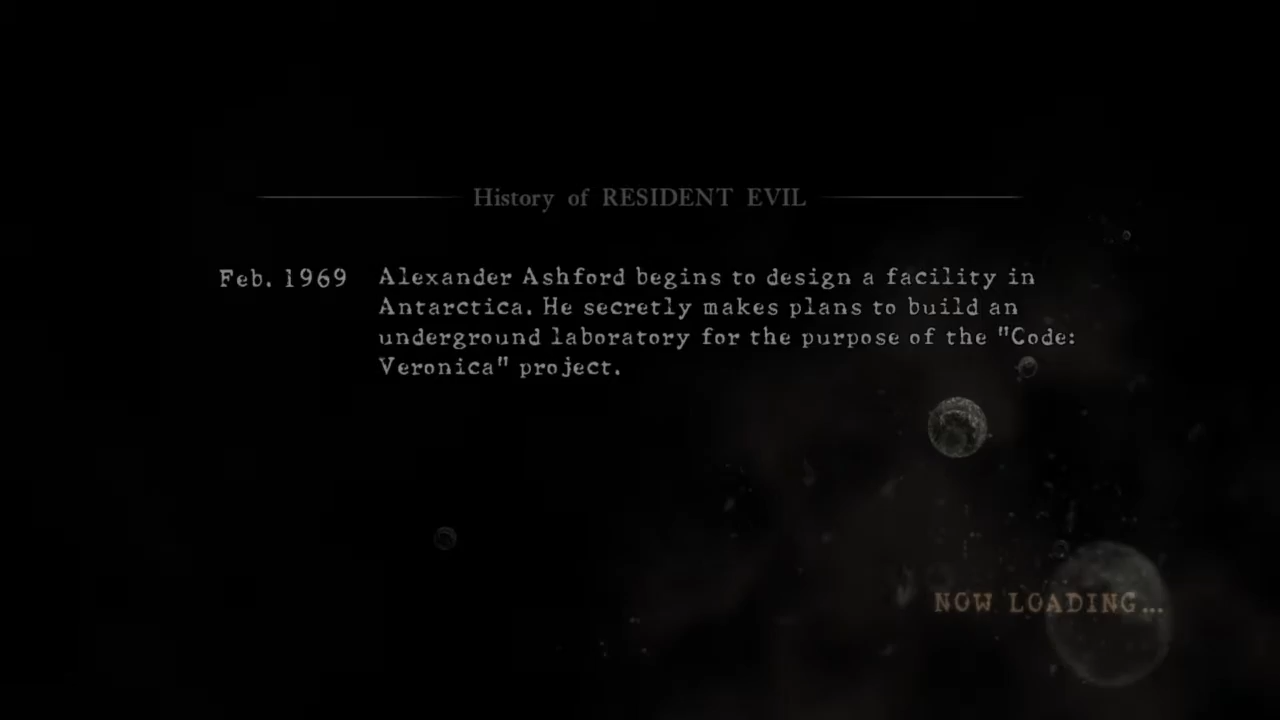 History of RESIDENT EVIL
Feb. 1969 Alexander Ashford begins to design a facility in
Antarctica. He secretly makes plans to build an
underground laboratory for the purpose of the "Code:
Veronica" project.
NOW LOADING...